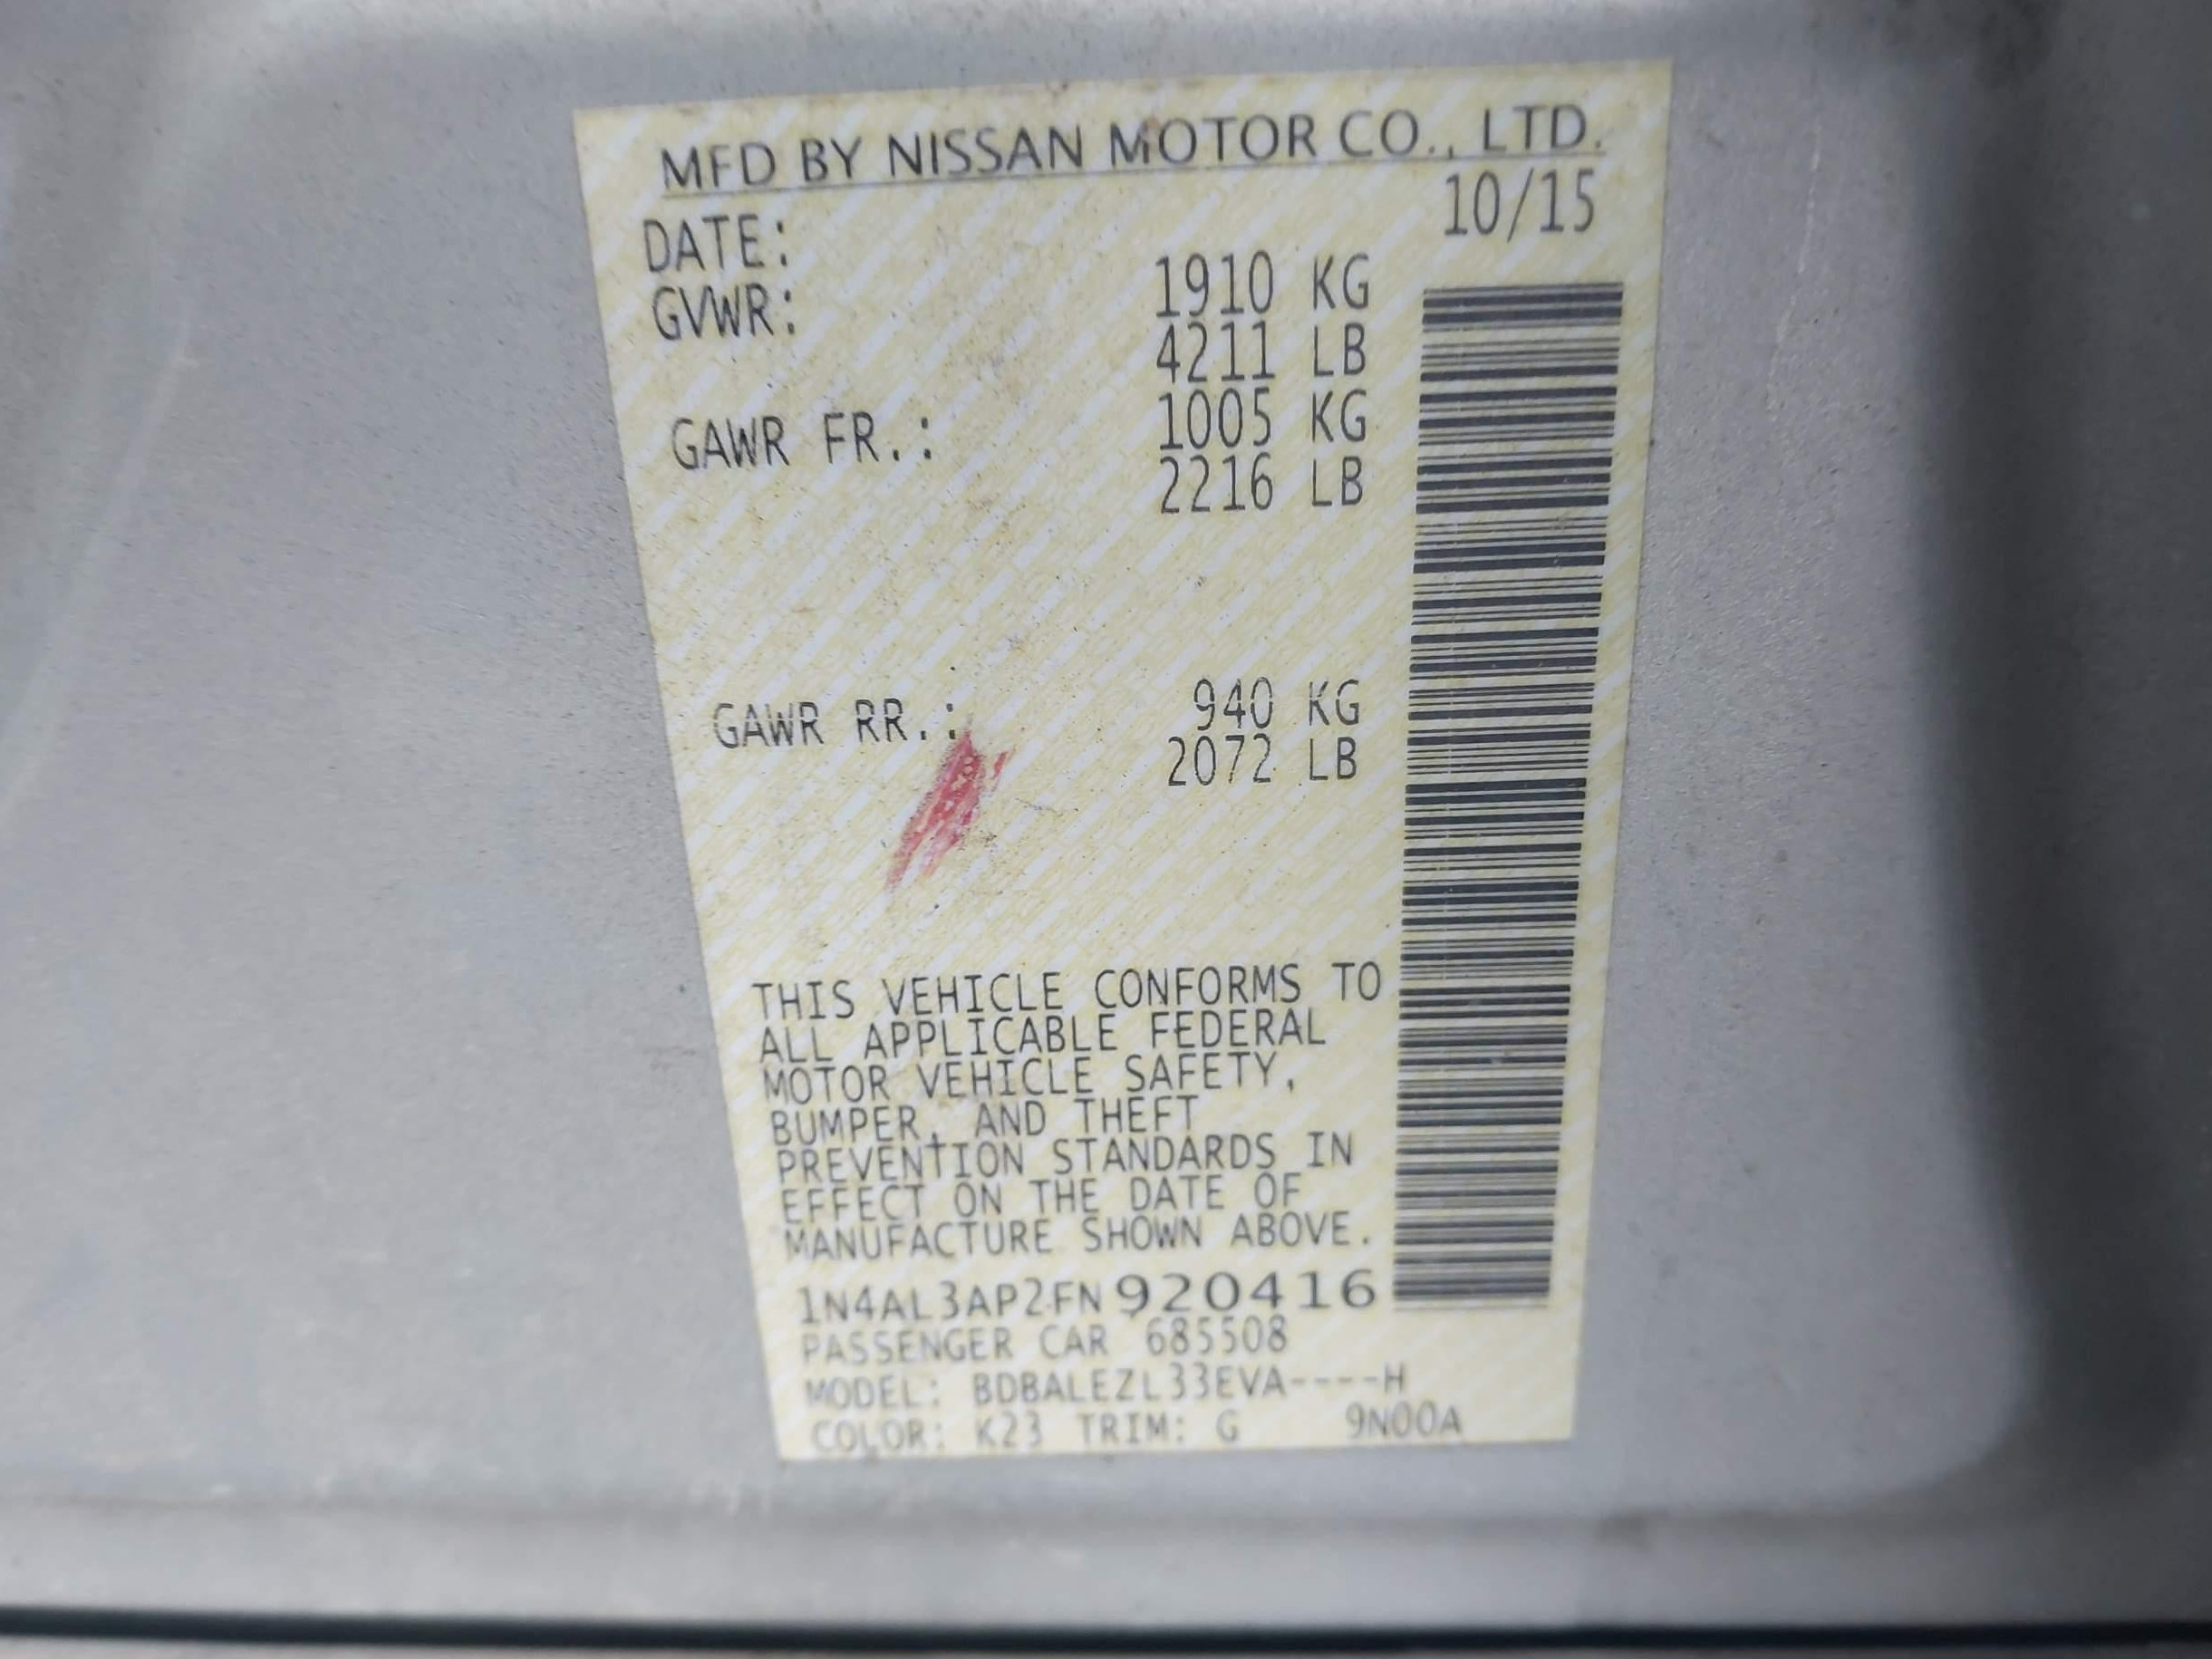 MFD BY NISSAN MOTOR CO., LTD.
DATE: 10/15
GVWR: 1910 KG
4211 LB
GAWR FR.: 1005 KG
2216 LB
GAWR RR.: 940 KG
2072 LB
THIS VEHICLE CONFORMS TO
ALL APPLICABLE FEDERAL
MOTOR VEHICLE SAFETY,
BUMPER, AND THEFT
PREVENTION STANDARDS IN
EFFECT ON THE DATE OF
MANUFACTURE SHOWN ABOVE.
1N4AL3AP2FN920416
PASSENGER CAR 685508
MODEL: BDBALEZL33EVA----H
COLOR: K23 TRIM: G 9N00A